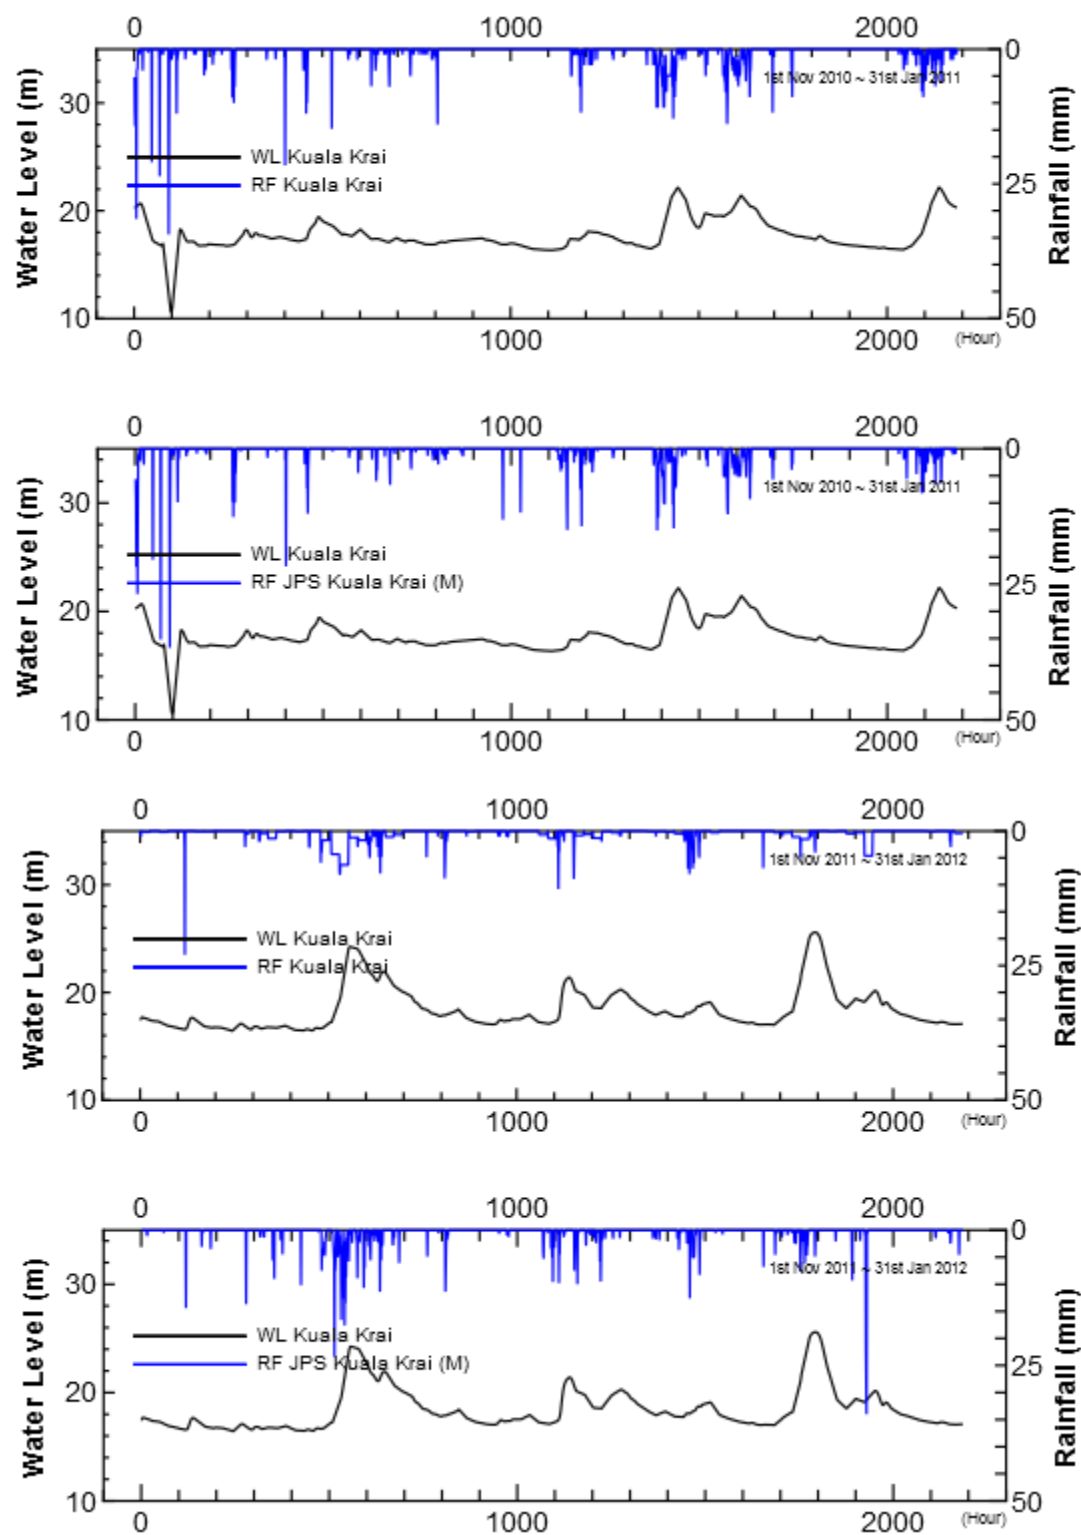 0 1000 2000
Water Level (m)
30
20
10
1st Nov 2010 ~ 31st Jan 2011
WL Kuala Krai
RF Kuala Krai
0
25
50
Rainfall (mm)
0 1000 2000 (Hour)
0 1000 2000
Water Level (m)
30
20
10
1st Nov 2010 ~ 31st Jan 2011
WL Kuala Krai
RF JPS Kuala Krai (M)
0
25
50
Rainfall (mm)
0 1000 2000 (Hour)
0 1000 2000
Water Level (m)
30
20
10
1st Nov 2011 ~ 31st Jan 2012
WL Kuala Krai
RF Kuala Krai
0
25
50
Rainfall (mm)
0 1000 2000 (Hour)
0 1000 2000
Water Level (m)
30
20
10
1st Nov 2011 ~ 31st Jan 2012
WL Kuala Krai
RF JPS Kuala Krai (M)
0
25
50
Rainfall (mm)
0 1000 2000 (Hour)